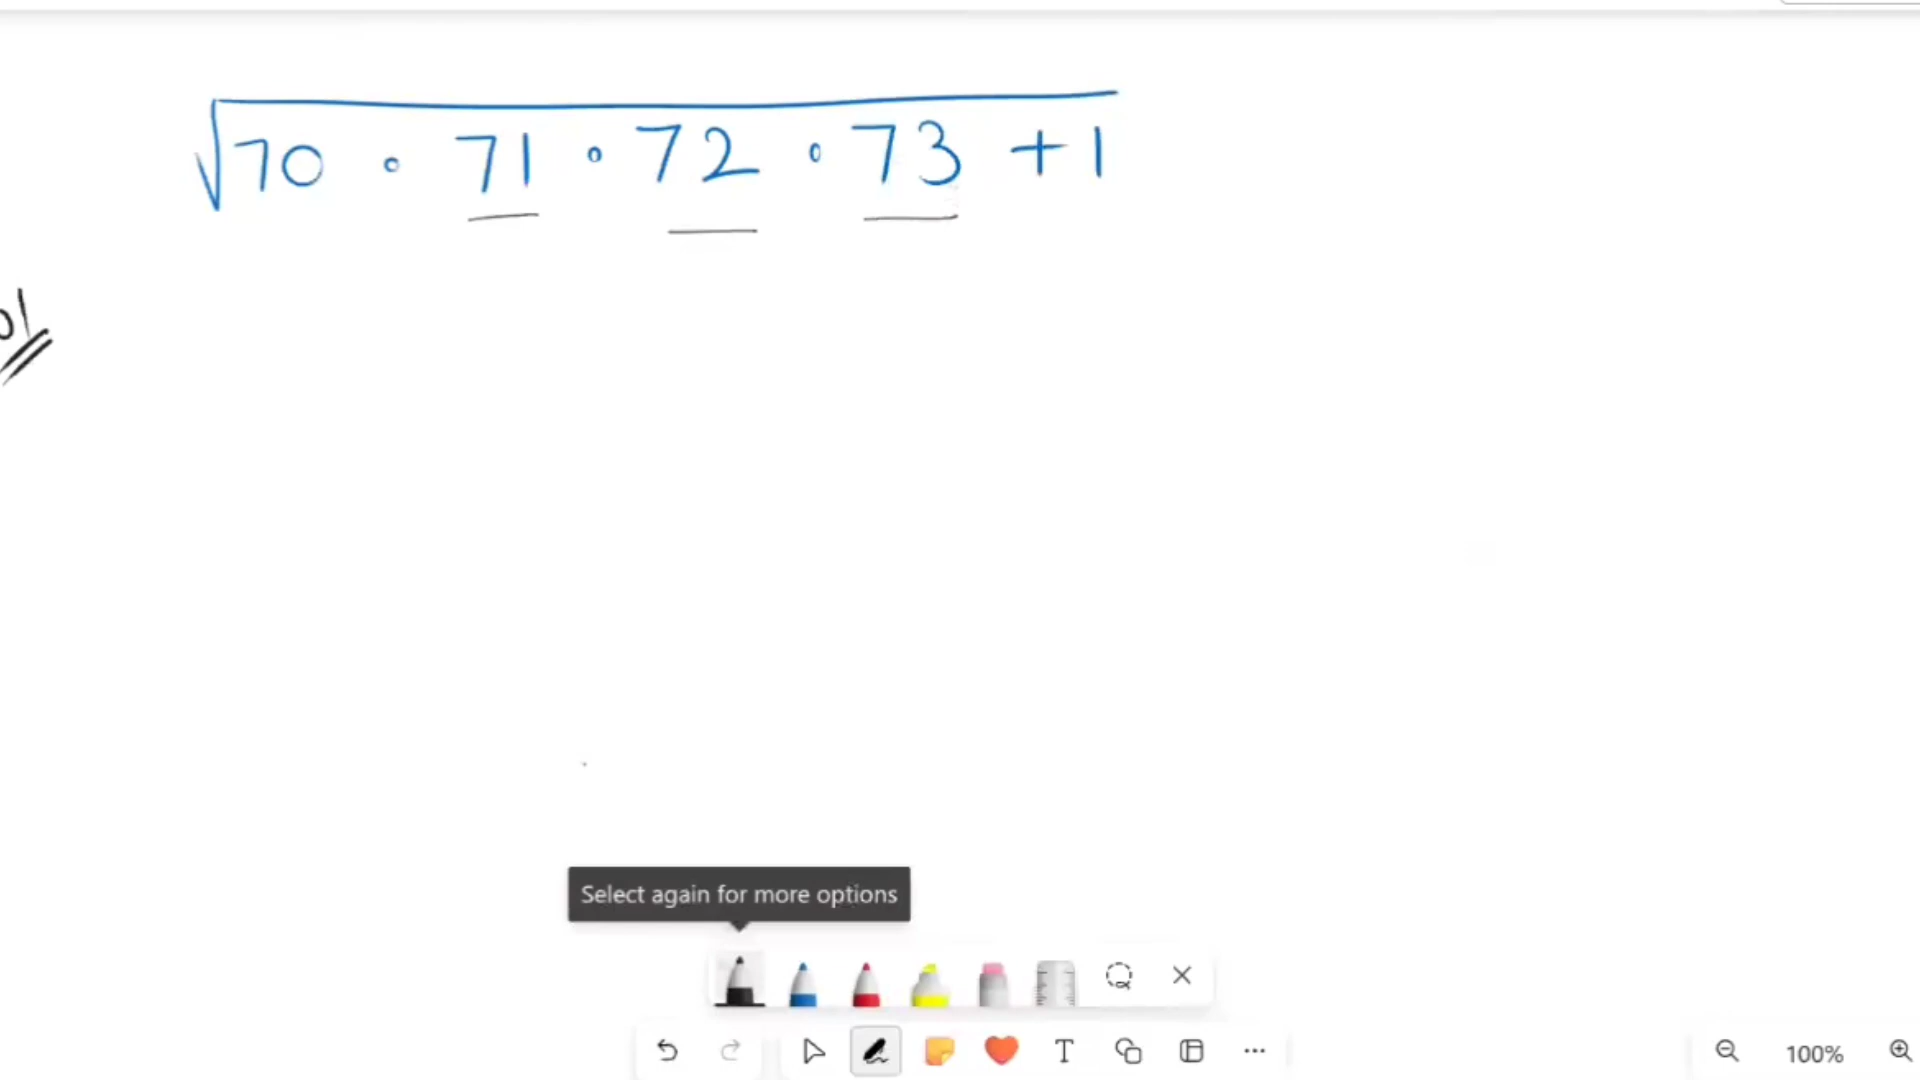 √70 · 71 · 72 · 73 + 1
Select again for more options
T
100%